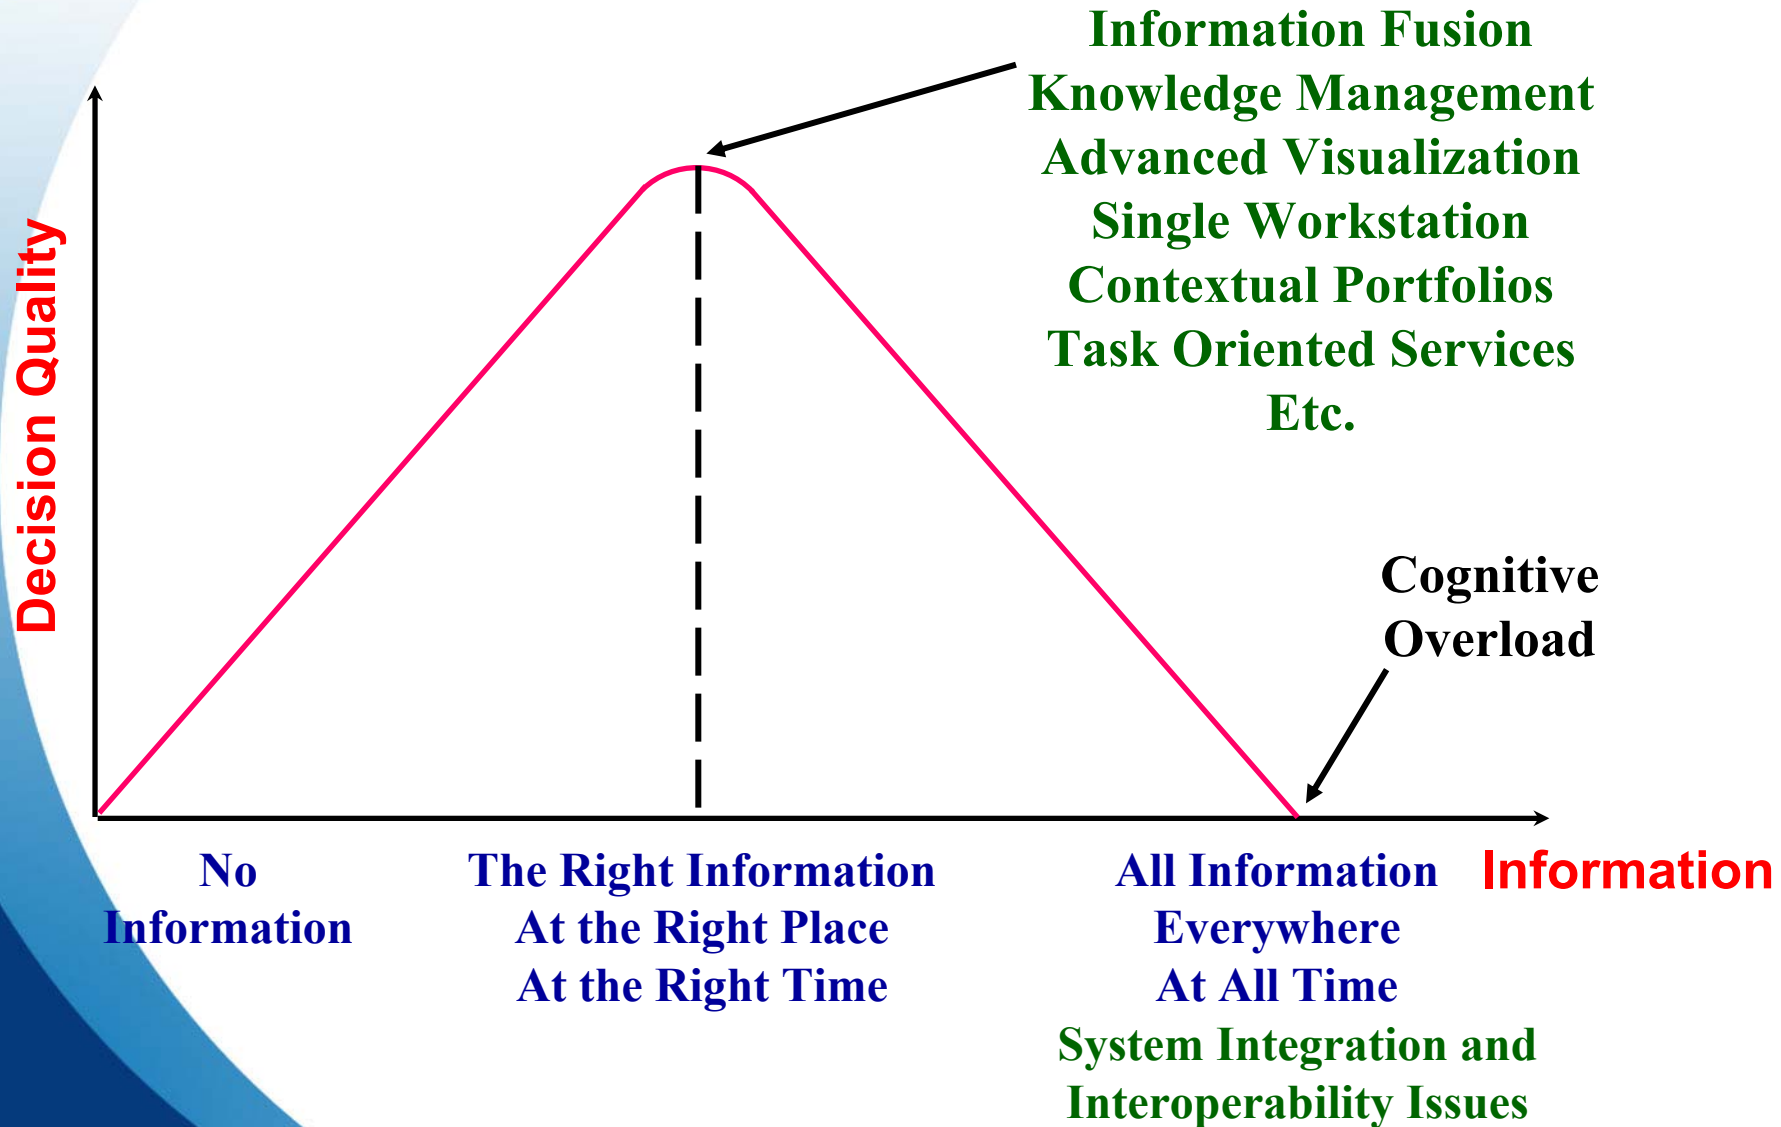 Information Fusion
Knowledge Management
Advanced Visualization
Single Workstation
Contextual Portfolios
Task Oriented Services
Etc.
Decision Quality
Cognitive
Overload
No
Information
The Right Information
At the Right Place
At the Right Time
All Information
Everywhere
At All Time
System Integration and
Interoperability Issues
Information